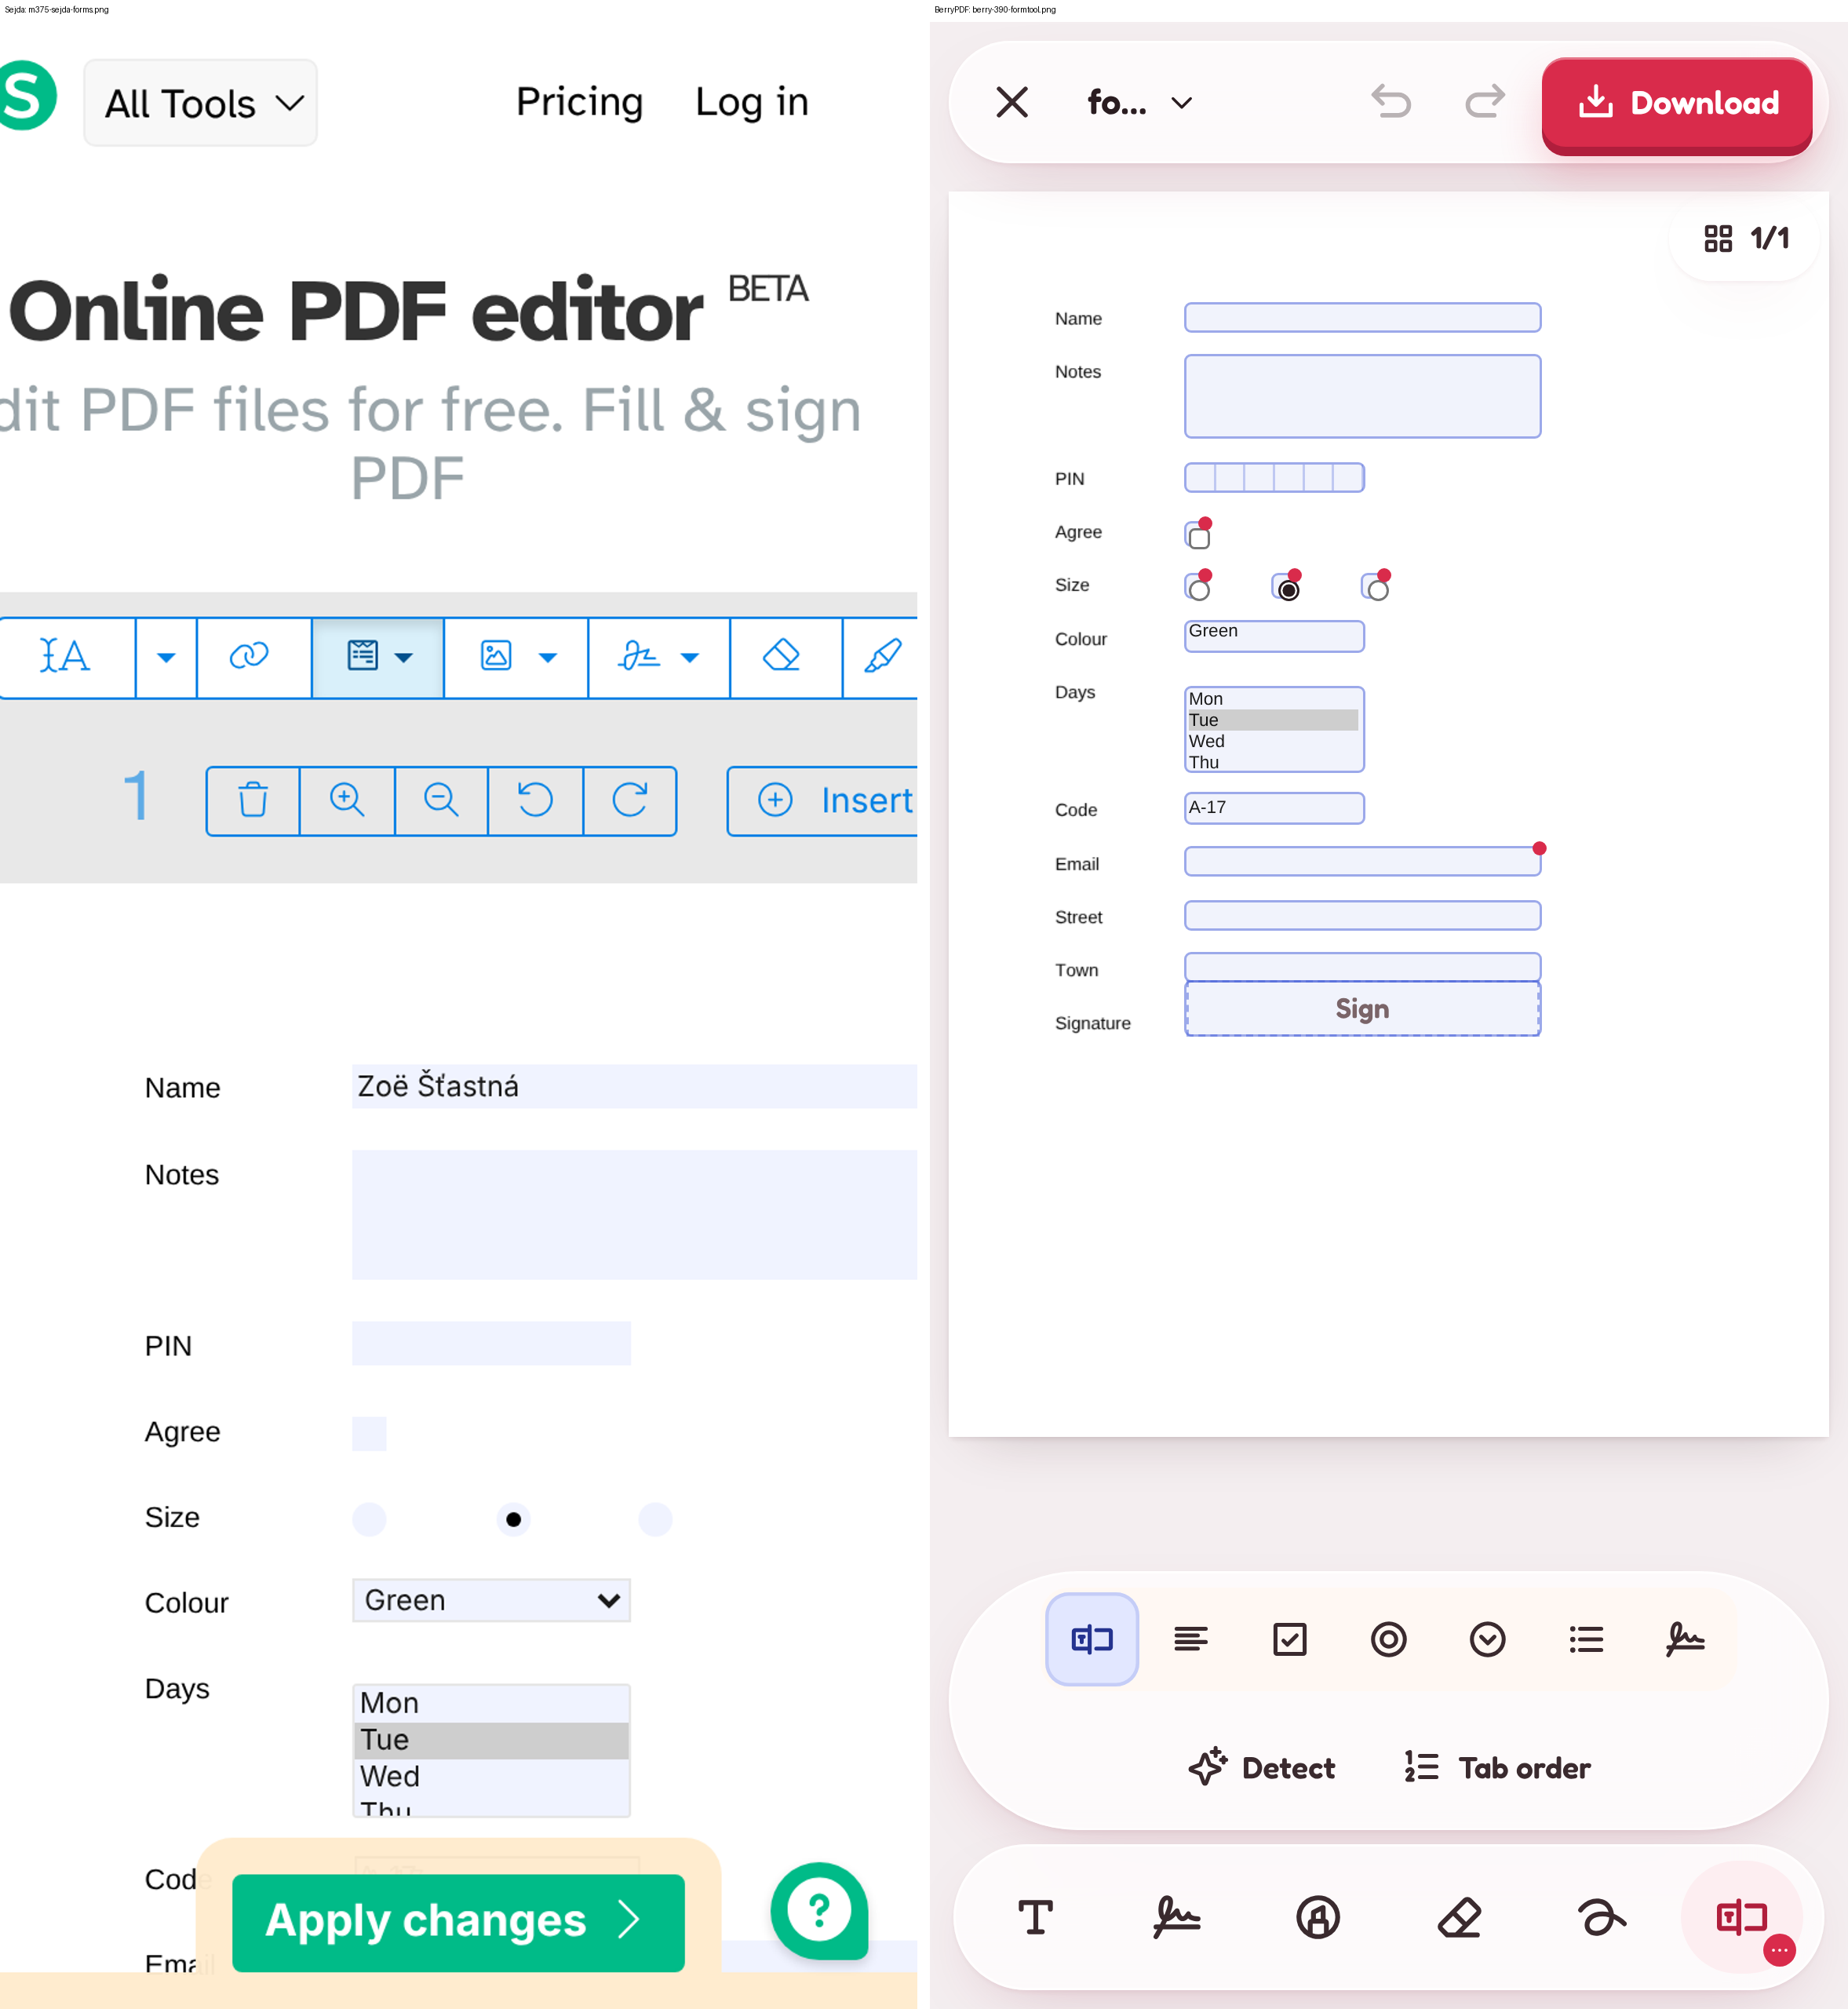 Sejda: m375-sejda-forms.png
S
All Tools
Pricing
Log in
Online PDF editor BETA
dit PDF files for free. Fill & sign
PDF
A
1
Insert
Name
Zoë Šťastná
Notes
PIN
Agree
Size
Colour
Green
Days
Mon
Tue
Wed
Thu
Code
Apply changes
?
Email
BerryPDF: berry-390-formtool.png
fo...
Download
1/1
Name
Notes
PIN
Agree
Size
Colour
Green
Days
Mon
Tue
Wed
Thu
Code
A-17
Email
Street
Town
Sign
Signature
Detect
Tab order
T